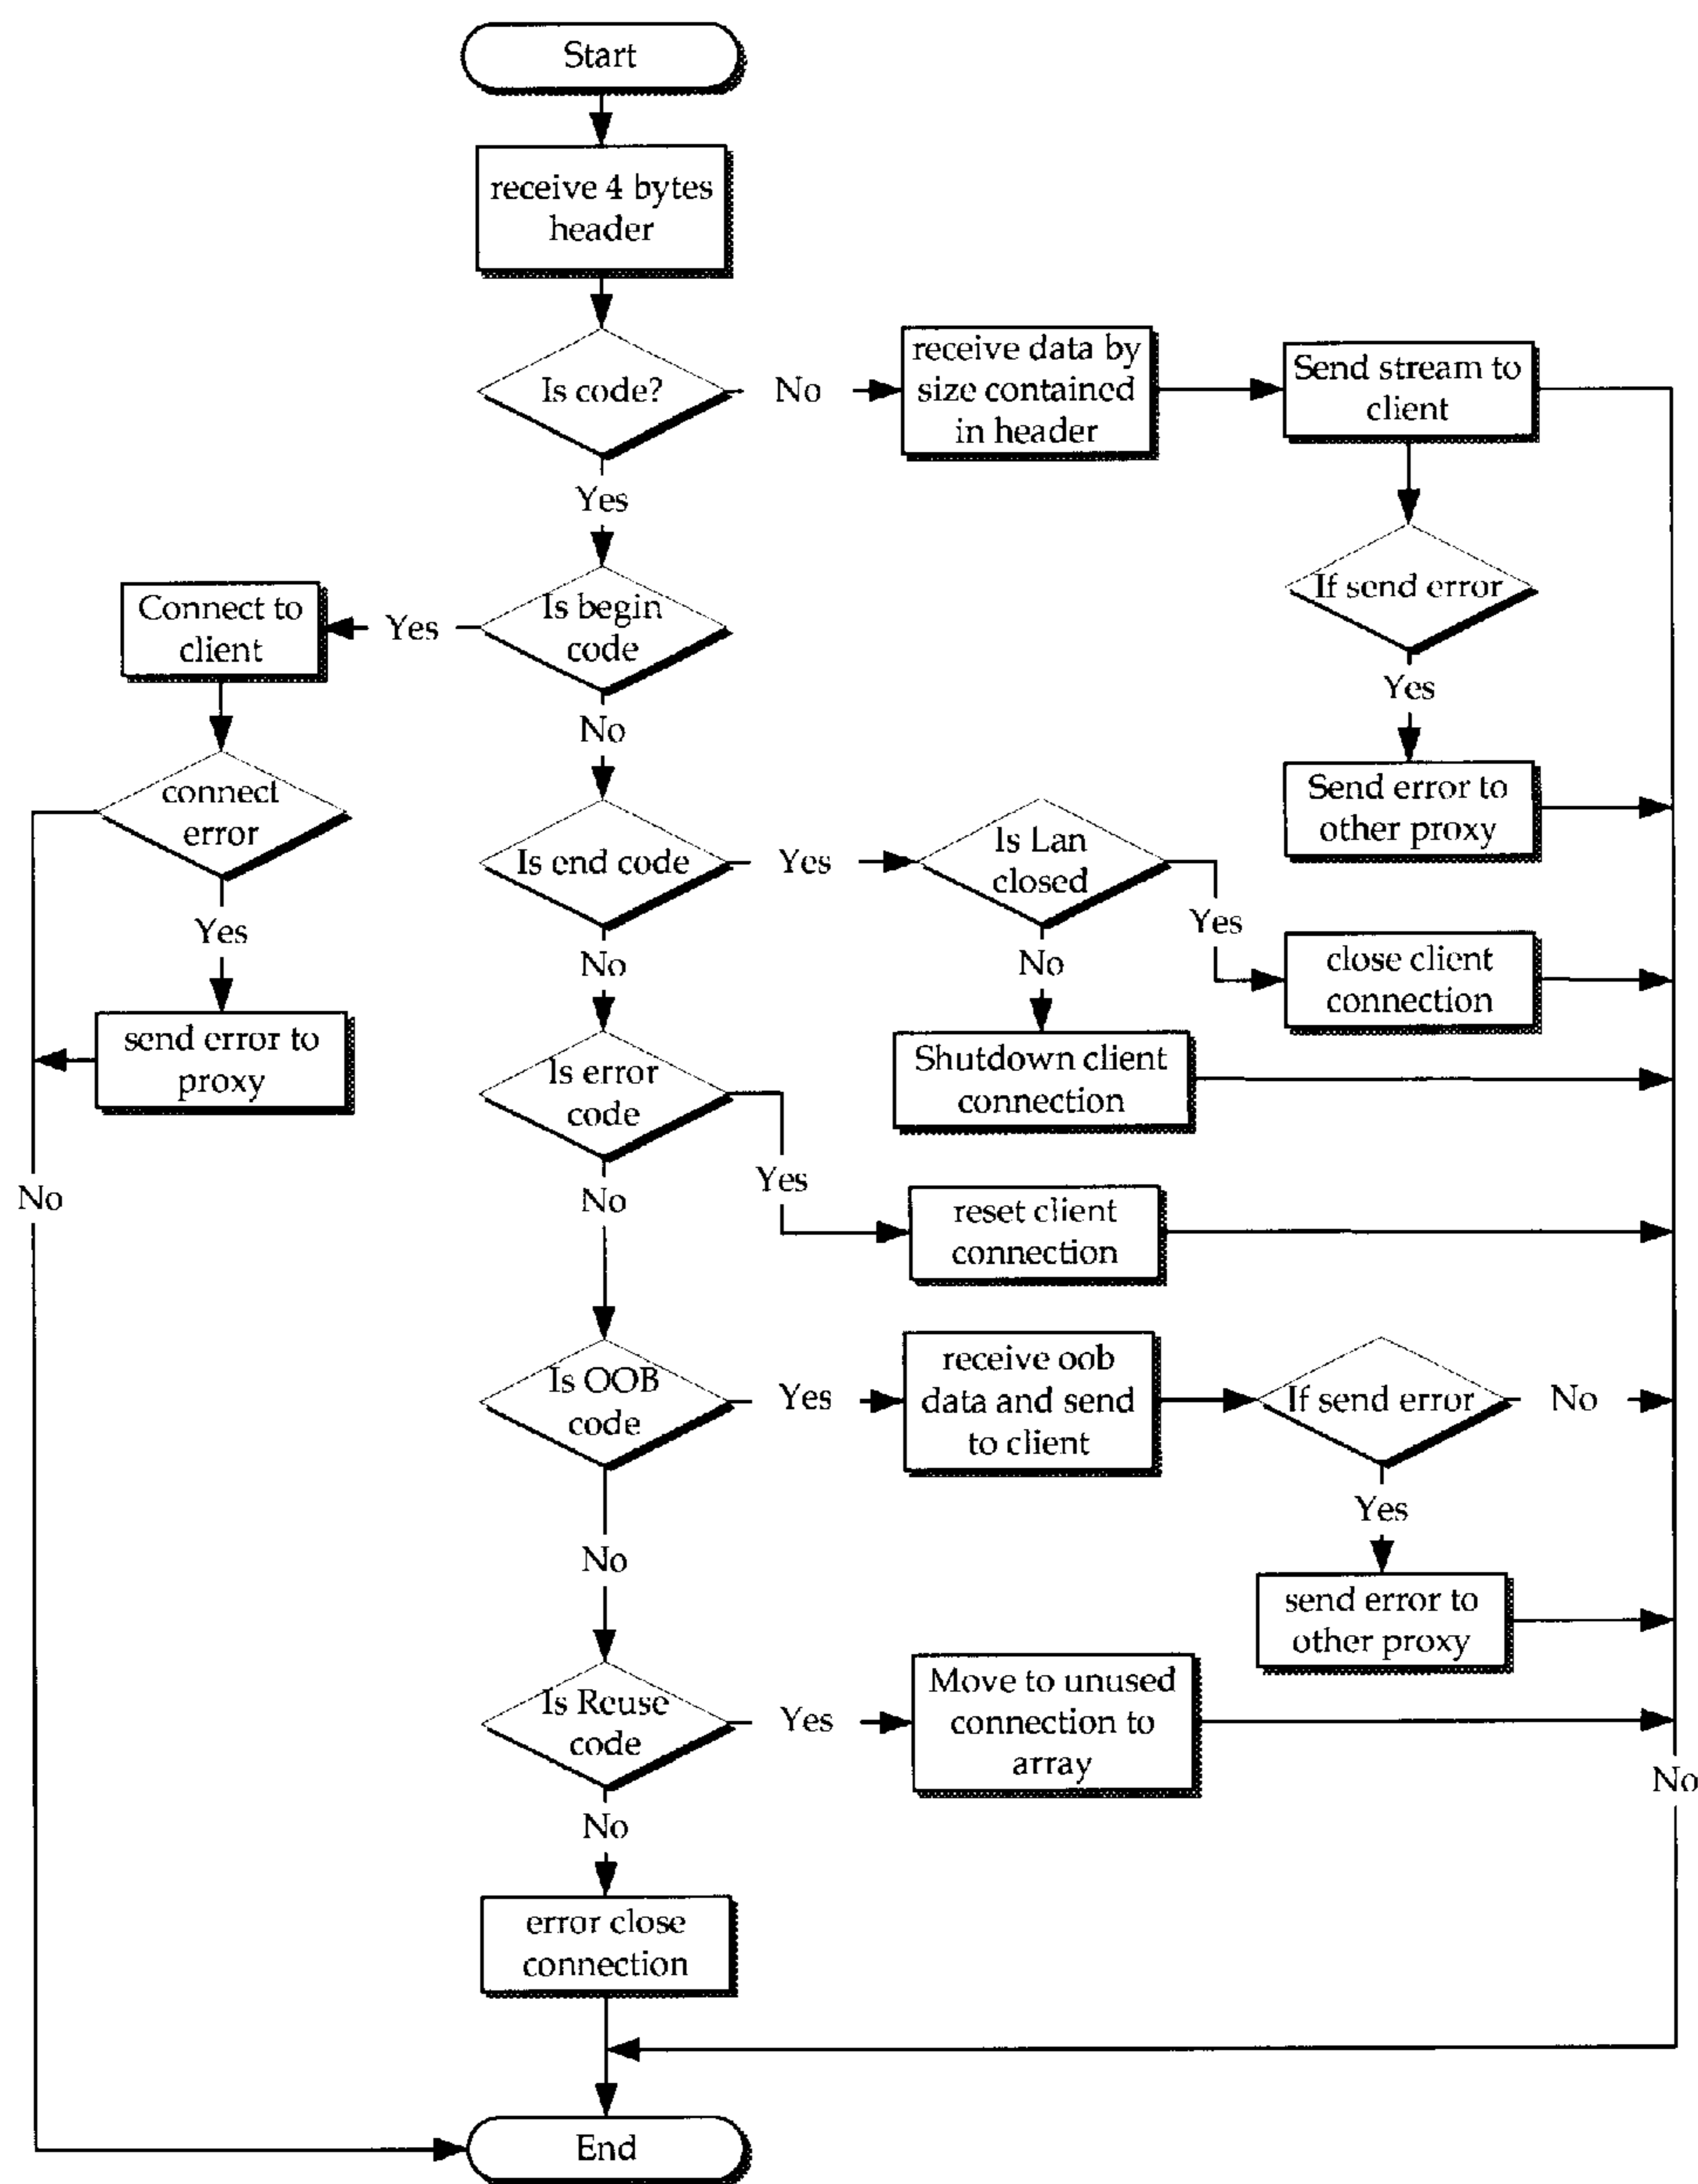 Start
receive 4 bytes
header
Is code?
No
receive data by
size contained
in header
Send stream to
client
Yes
If send error
Yes
Send error to
other proxy
Is begin
code
Yes
Connect to
client
connect
error
Yes
send error to
proxy
No
No
Is end code
Yes
Is Lan
closed
Yes
close client
connection
No
Shutdown client
connection
No
Is error
code
Yes
reset client
connection
No
Is OOB
code
Yes
receive oob
data and send
to client
If send error
No
Yes
send error to
other proxy
No
Is Reuse
code
Yes
Move to unused
connection to
array
No
No
error close
connection
End